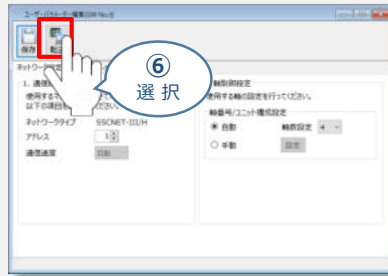 ユーザ・パラメーター編集[GW No.0]
保存 転送
ネットワーク
⑥
選択
1. 通信
使用する
以下の項目 ください。
ネットワークタイプ SSCNET-III/H
アドレス 1
通信速度 自動
軸制御設定
使用する軸の設定を行ってください。
軸番号/ユニット構成設定
自動 軸数設定 4
手動 設定